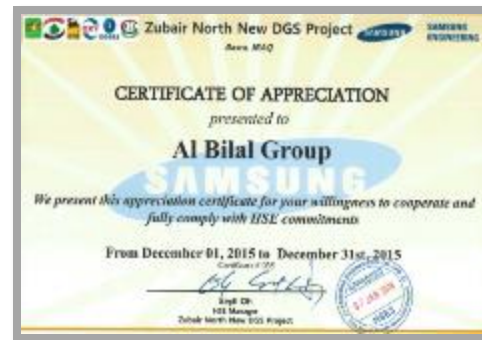 Zubair North New DGS Project
SAMSUNG
SAMSUNG
ENGINEERING
IRAQ
CERTIFICATE OF APPRECIATION
presented to
Al Bilal Group
SAMSUNG
We present this appreciation certificate for your willingness to cooperate and
fully comply with HSE commitments
From December 01, 2015 to December 31st, 2015
HSE Manager
Zubair North New DGS Project